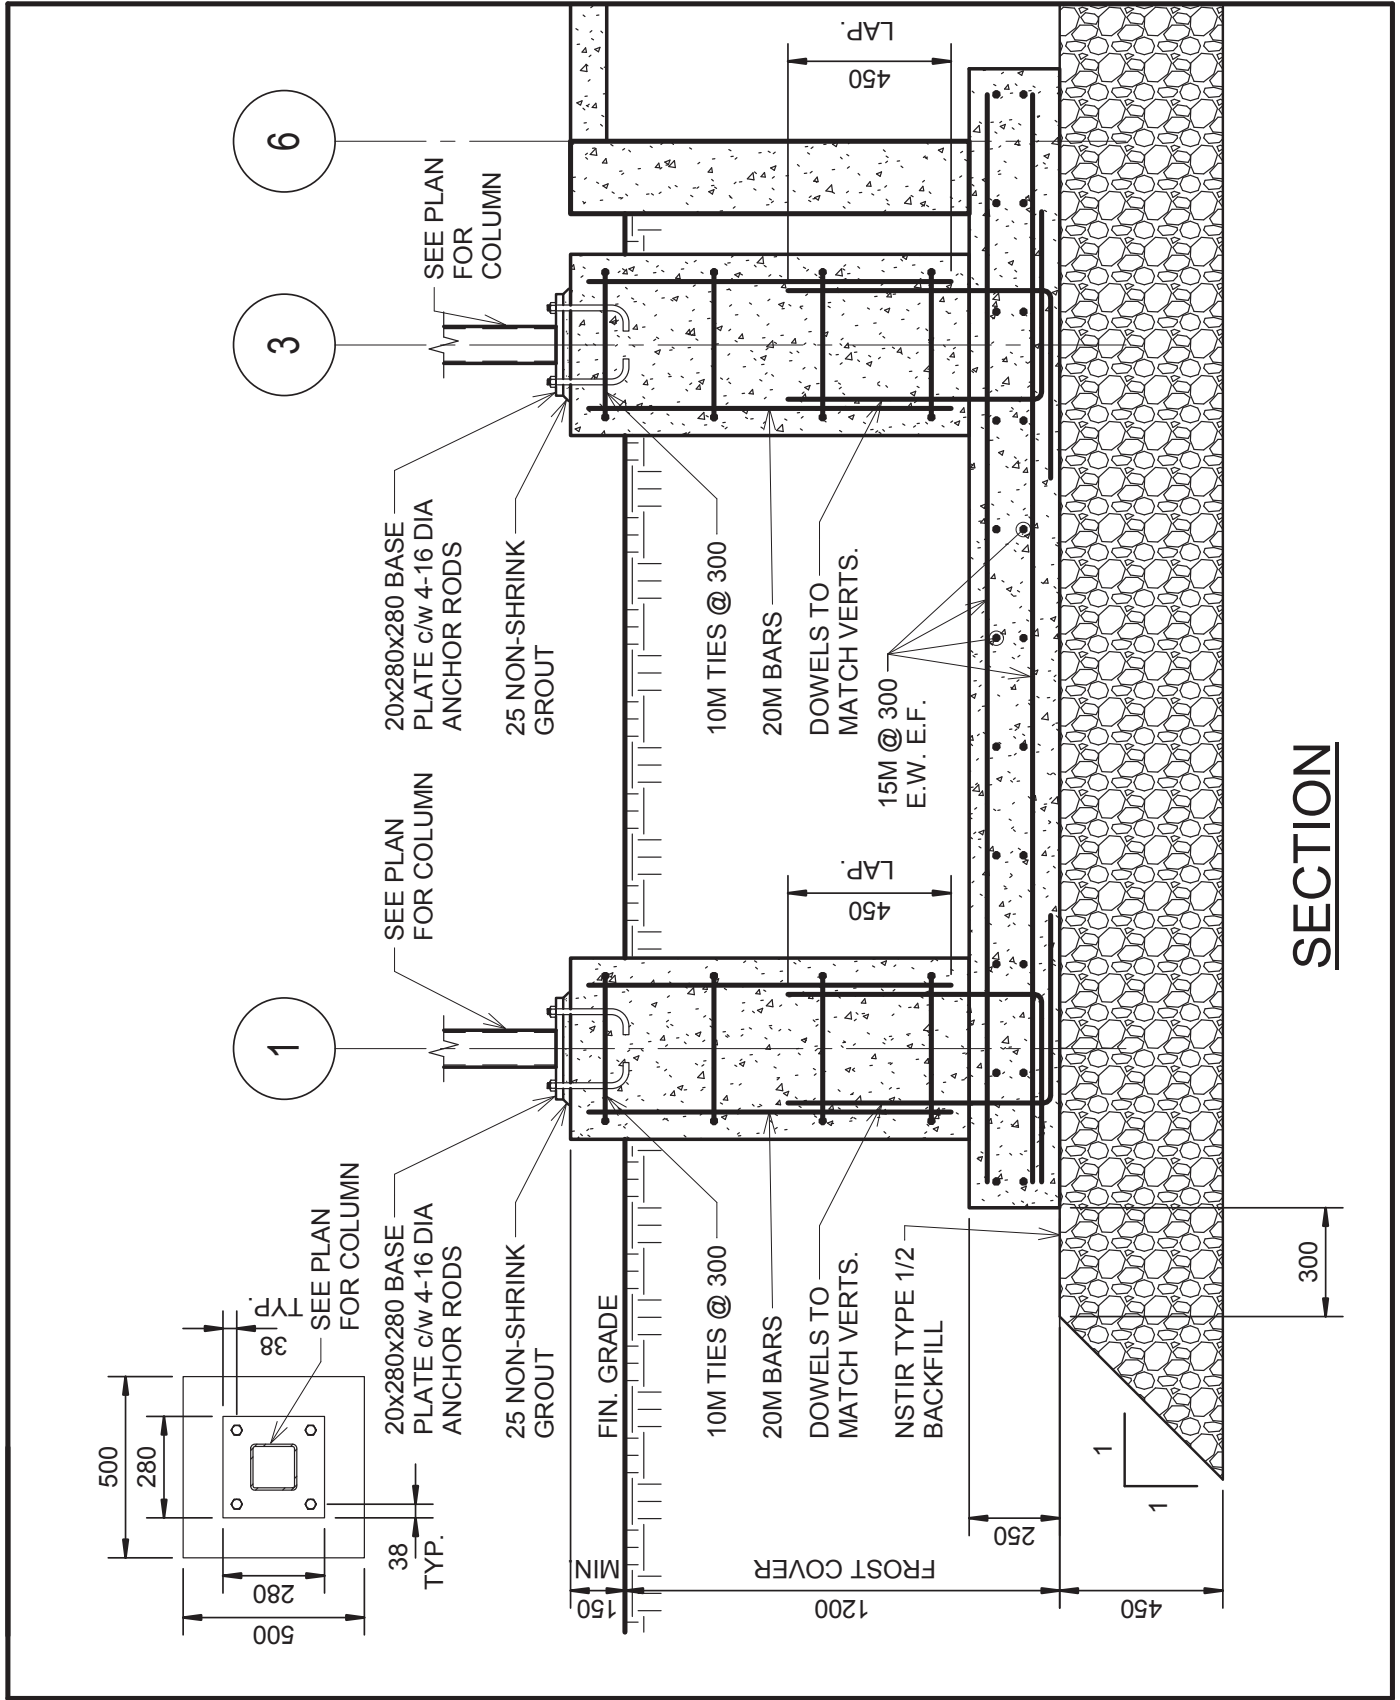 500
280
38
TYP.
500
280
38
TYP.
SEE PLAN
FOR COLUMN
1
3
6
SEE PLAN
FOR COLUMN
SEE PLAN
FOR
COLUMN
20x280x280 BASE
PLATE c/w 4-16 DIA
ANCHOR RODS
25 NON-SHRINK
GROUT
20x280x280 BASE
PLATE c/w 4-16 DIA
ANCHOR RODS
25 NON-SHRINK
GROUT
150
MIN
FIN. GRADE
1200
FROST COVER
10M TIES @ 300
20M BARS
DOWELS TO
MATCH VERTS.
NSTIR TYPE 1/2
BACKFILL
450
LAP.
10M TIES @ 300
20M BARS
DOWELS TO
MATCH VERTS.
15M @ 300
E.W. E.F.
450
LAP.
250
450
1
1
300
SECTION